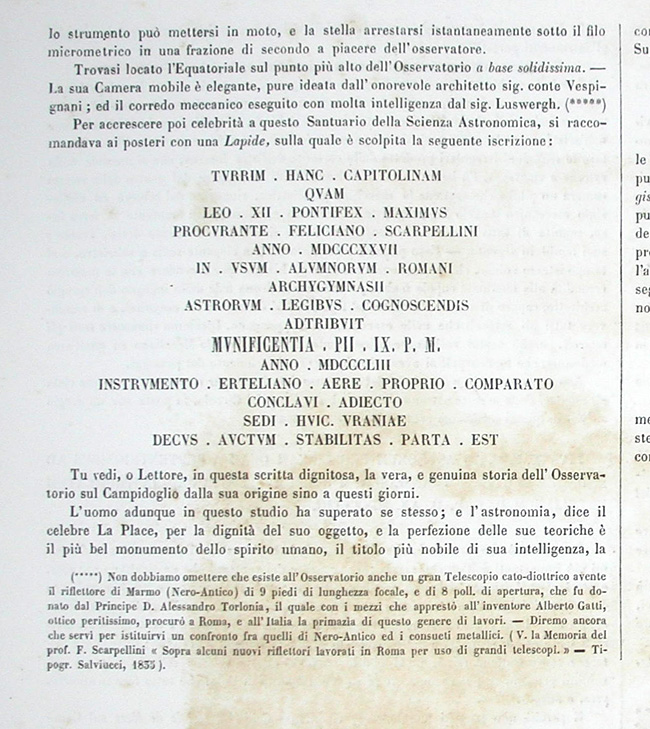 lo strumento può mettersi in moto, e la stella arrestarsi istantaneamente sotto il filo
micrometrico in una frazione di secondo a piacere dell'osservatore.
Trovasi locato l'Equatoriale sul punto più alto dell'Osservatorio a base solidissima. —
La sua Camera mobile è elegante, pure ideata dall'onorevole architetto sig. conte Vespi-
gnani ; ed il corredo meccanico eseguito con molta intelligenza dal sig. Luswergh. (*****)
Per accrescere poi celebrità a questo Santuario della Scienza Astronomica, si racco-
mandava ai posteri con una Lapide, sulla quale è scolpita la seguente iscrizione :
TVRRIM . HANC . CAPITOLINAM
QVAM
LEO . XII . PONTIFEX . MAXIMVS
PROCVRANTE . FELICIANO . SCARPELLINI
ANNO . MDCCCXXVII
IN . VSVM . ALVMNORVM . ROMANI
ARCHYGYMNASII
ASTRORVM . LEGIBVS . COGNOSCENDIS
ADTRIBVIT
MVNIFICENTIA . PII . IX. P. M.
ANNO . MDCCCLIII
INSTRVMENTO . ERTELIANO . AERE . PROPRIO . COMPARATO
CONCLAVI . ADIECTO
SEDI . HVIC. VRANIAE
DECVS . AVCTVM . STABILITAS . PARTA . EST
Tu vedi, o Lettore, in questa scritta dignitosa, la vera, e genuina storia dell' Osserva-
torio sul Campidoglio dalla sua origine sino a questi giorni.
L'uomo adunque in questo studio ha superato se stesso; e l'astronomia, dice il
celebre La Place, per la dignità del suo oggetto, e la perfezione delle sue teoriche è
il più bel monumento dello spirito umano, il titolo più nobile di sua intelligenza, la
(*****) Non dobbiamo omettere che esiste all'Osservatorio anche un gran Telescopio cato-diottrico avente
il riflettore di Marmo (Nero-Antico) di 9 piedi di lunghezza focale, e di 8 poll. di apertura, che fu do-
nato dal Principe D. Alessandro Torlonia, il quale con i mezzi che apprestò all'inventore Alberto Gatti,
ottico peritissimo, procurò a Roma, e all'Italia la primazia di questo genere di lavori. — Diremo ancora
che servì per istituirvi un confronto fra quelli di Nero-Antico ed i consueti metallici. ( V. la Memoria del
prof. F. Scarpellini « Sopra alcuni nuovi riflettori lavorati in Roma per uso di grandi telescopi. » — Ti-
pogr. Salviucci, 1835 ).